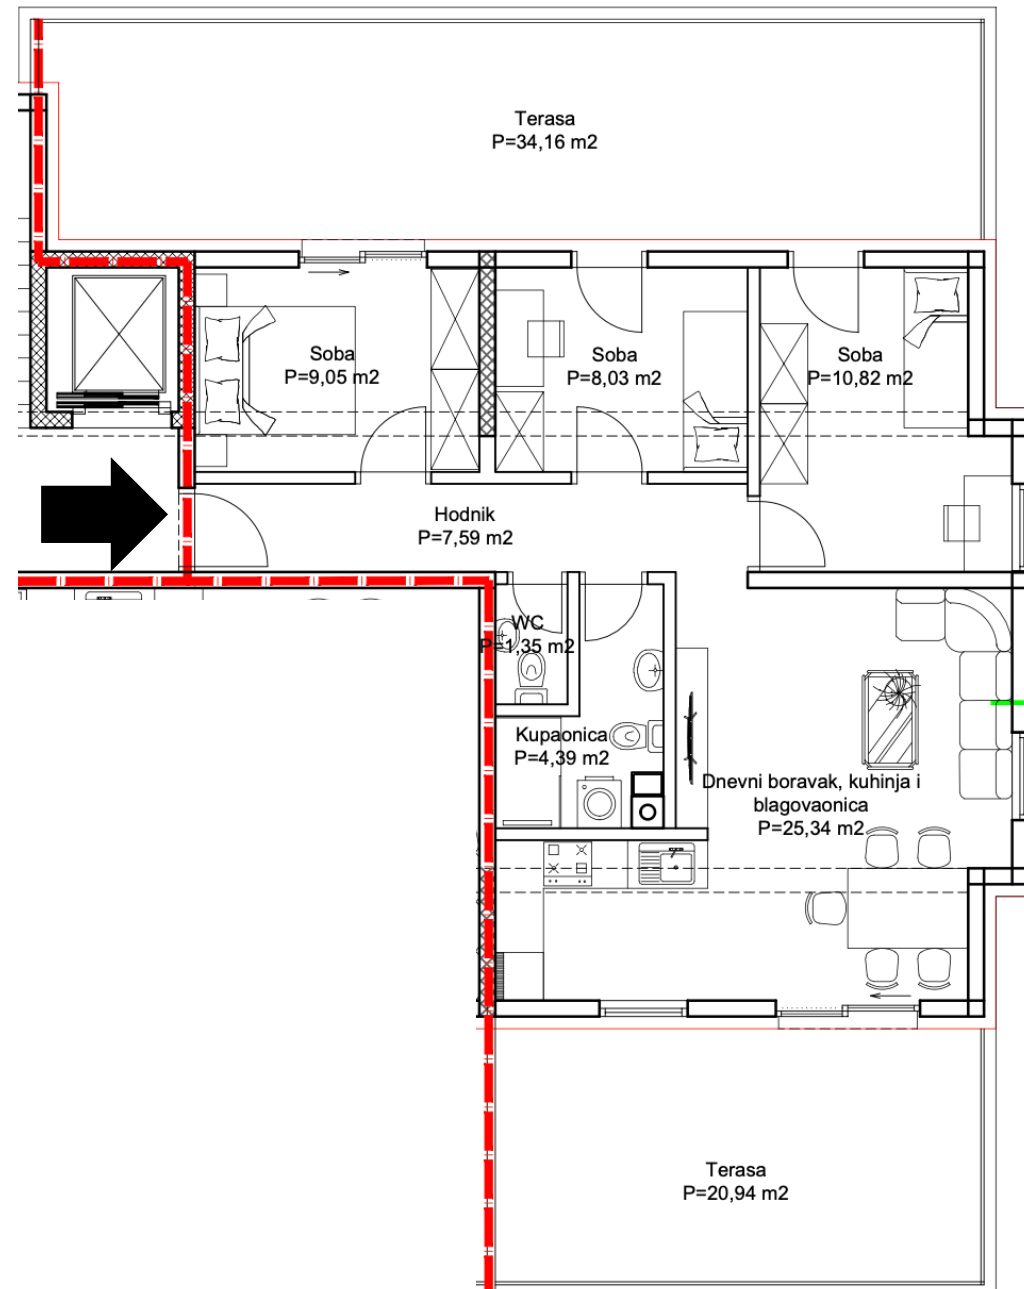 Terasa
P=34,16 m2
Soba
P=9,05 m2
Soba
P=8,03 m2
Soba
P=10,82 m2
Hodnik
P=7,59 m2
WC
P=1,35 m2
Kupaonica
P=4,39 m2
Dnevni boravak, kuhinja i
blagovaonica
P=25,34 m2
Terasa
P=20,94 m2